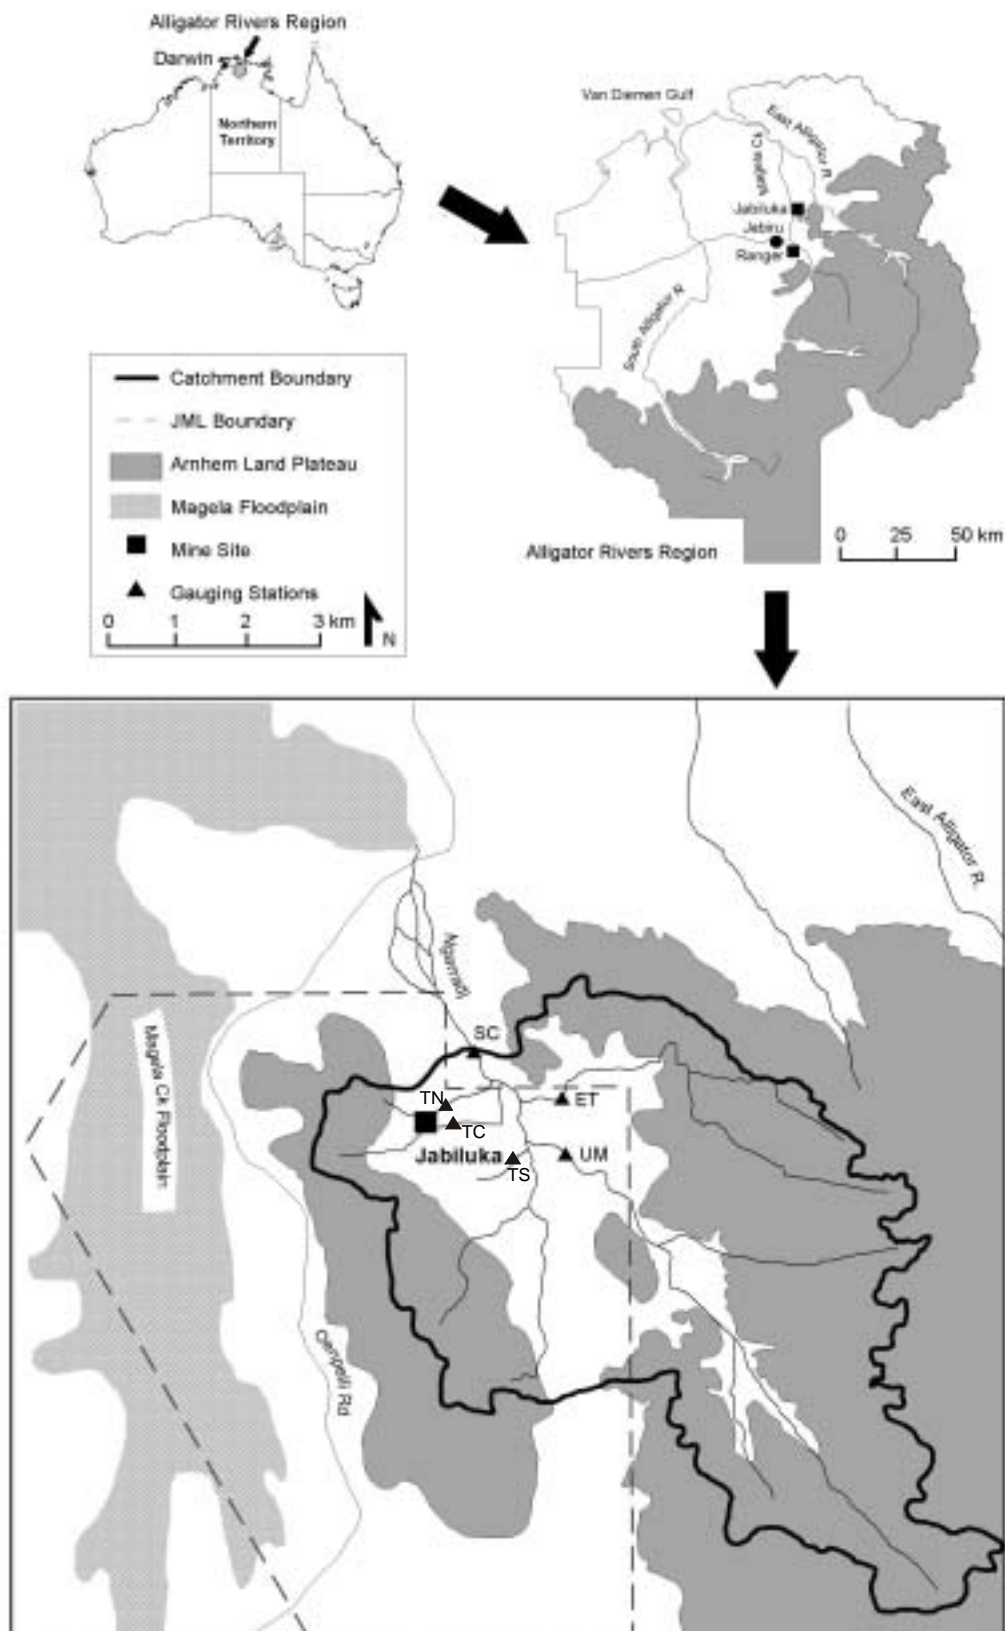 Alligator Rivers Region
Darwin
Northern
Territory
Van Diemen Gulf
East Alligator R
Magela Ck
Jabiluka
Jabiru
Ranger
South Alligator R
0 25 50 km
Alligator Rivers Region
Catchment Boundary
JML Boundary
Arnhem Land Plateau
Magela Floodplain
Mine Site
Gauging Stations
0 1 2 3 km
N
East Alligator R
Ngarradj
SC
Magela Ck Floodplain
TN
ET
TC
Jabiluka
UM
TS
Oenpelli Rd